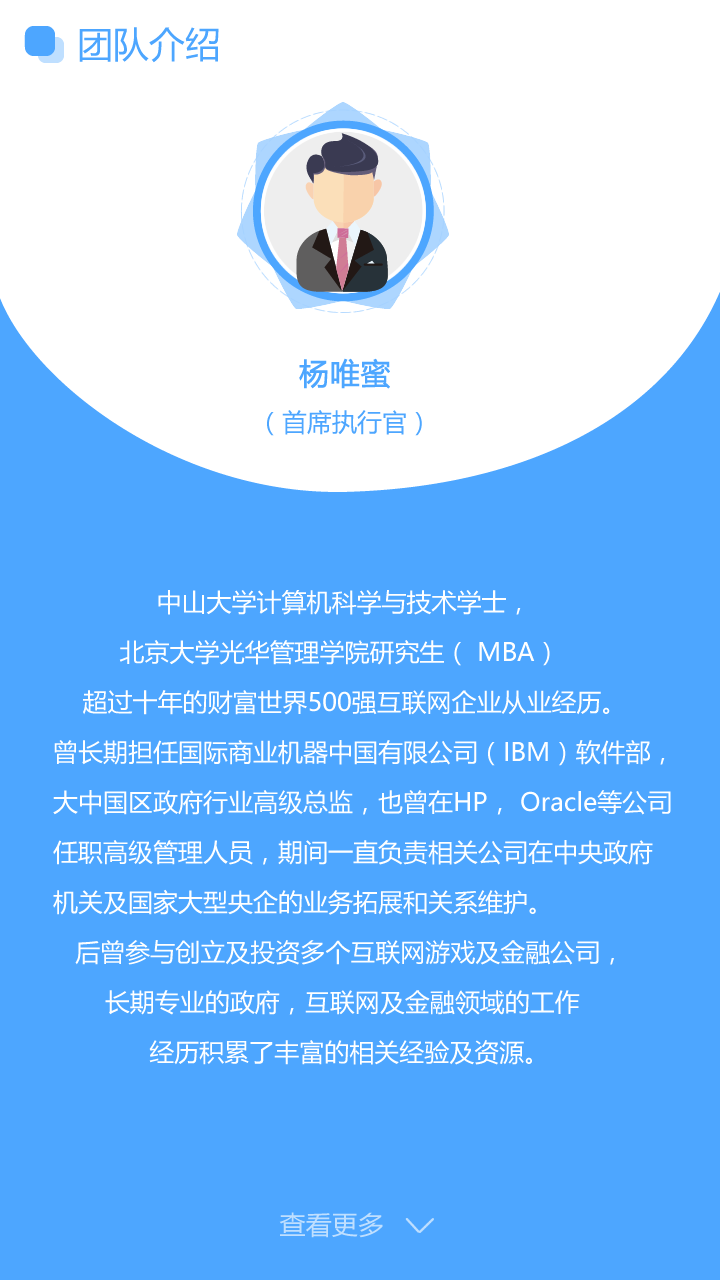 团队介绍
杨唯蜜
（首席执行官）
中山大学计算机科学与技术学士，
北京大学光华管理学院研究生（ MBA ）
超过十年的财富世界500强互联网企业从业经历。
曾长期担任国际商业机器中国有限公司（ IBM ）软件部，
大中国区政府行业高级总监，也曾在HP， Oracle等公司
任职高级管理人员，期间一直负责相关公司在中央政府
机关及国家大型央企的业务拓展和关系维护。
后曾参与创立及投资多个互联网游戏及金融公司，
长期专业的政府，互联网及金融领域的工作
经历积累了丰富的相关经验及资源。
查看更多